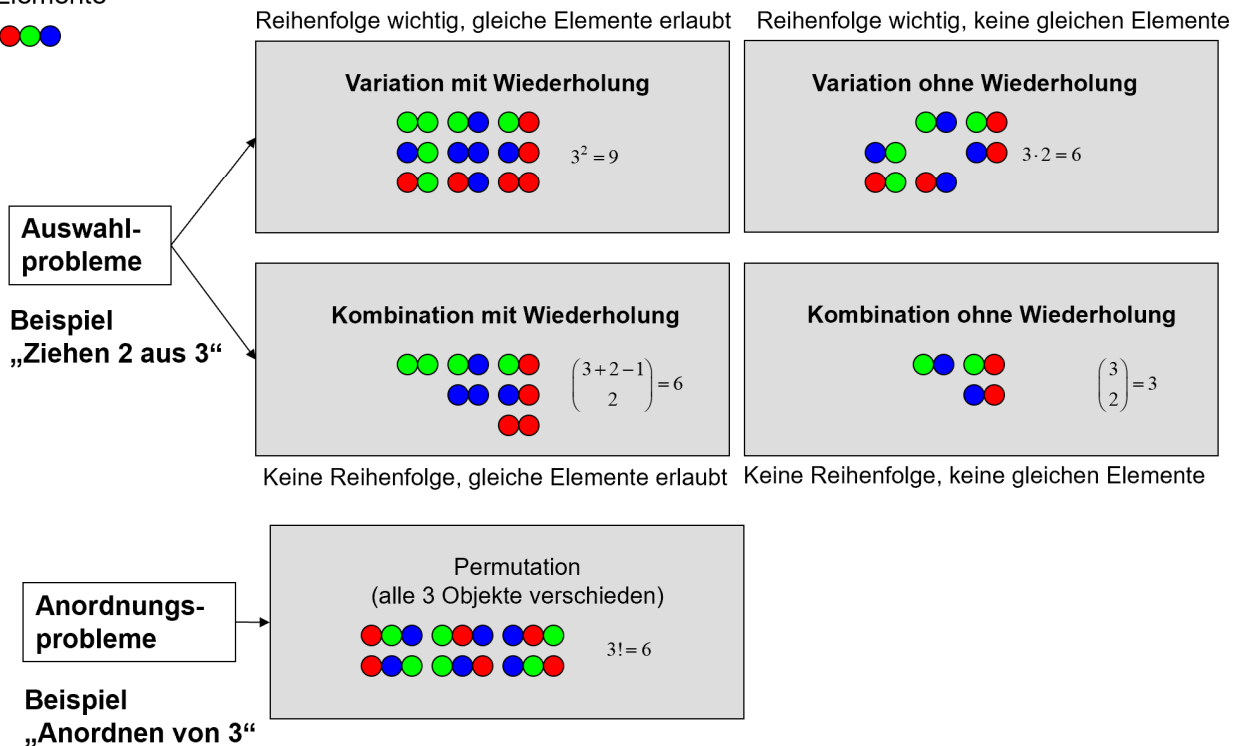 Elemente
Reihenfolge wichtig, gleiche Elemente erlaubt
Reihenfolge wichtig, keine gleichen Elemente
Variation mit Wiederholung
3² = 9
Variation ohne Wiederholung
3·2 = 6
Auswahl-
probleme
Beispiel
„Ziehen 2 aus 3“
Kombination mit Wiederholung
(3+2−1
2) = 6
Kombination ohne Wiederholung
(3
2) = 3
Keine Reihenfolge, gleiche Elemente erlaubt
Keine Reihenfolge, keine gleichen Elemente
Anordnungs-
probleme
Beispiel
„Anordnen von 3“
Permutation
(alle 3 Objekte verschieden)
3! = 6